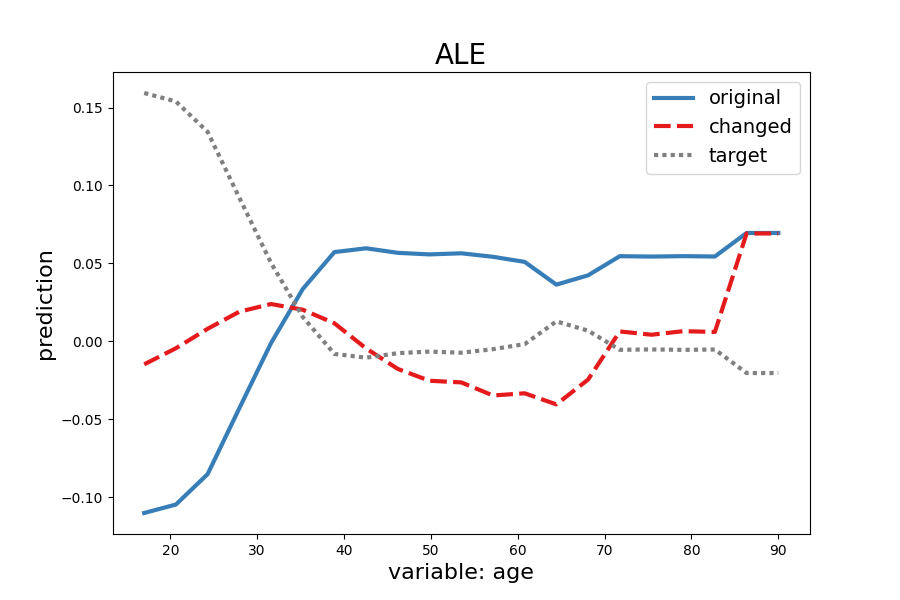 ALE
original
changed
target
prediction
0.15
0.10
0.05
0.00
−0.05
−0.10
20 30 40 50 60 70 80 90
variable: age